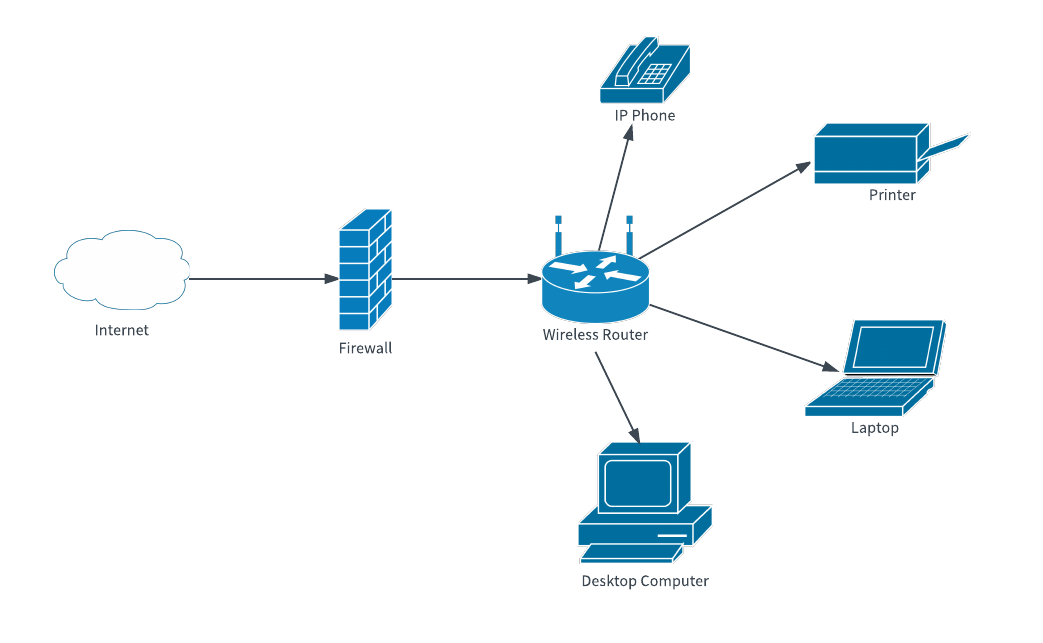 IP Phone
Printer
Internet
Firewall
Wireless Router
Laptop
Desktop Computer